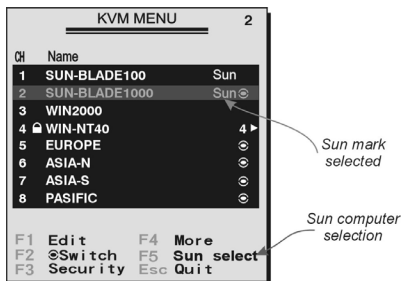 KVM MENU 2
CH Name
1 SUN-BLADE100 Sun
2 SUN-BLADE1000 Sun
3 WIN2000
4 WIN-NT40 4
5 EUROPE
6 ASIA-N
7 ASIA-S
8 PASIFIC
Sun mark
selected
Sun computer
selection
F1 Edit F4 More
F2 Switch F5 Sun select
F3 Security Esc Quit